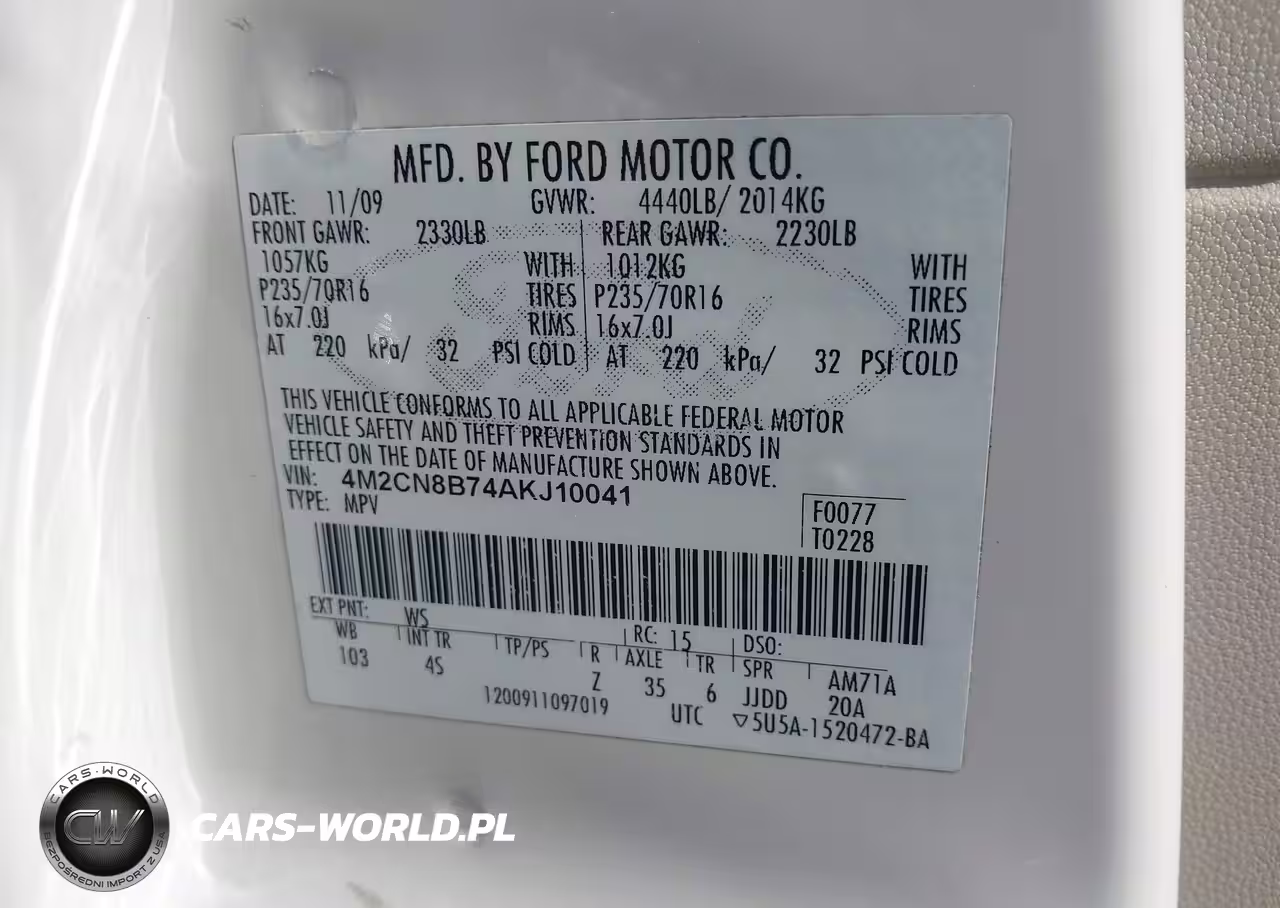 MFD. BY FORD MOTOR CO.
DATE: 11/09 GVWR: 4440LB/ 2014KG
FRONT GAWR: 2330LB REAR GAWR: 2230LB
1057KG WITH 1012KG WITH
P235/70R16 TIRES P235/70R16 TIRES
16x7.0J RIMS 16x7.0J RIMS
AT 220 kPa/ 32 PSI COLD AT 220 kPa/ 32 PSI COLD
THIS VEHICLE CONFORMS TO ALL APPLICABLE FEDERAL MOTOR
VEHICLE SAFETY AND THEFT PREVENTION STANDARDS IN
EFFECT ON THE DATE OF MANUFACTURE SHOWN ABOVE.
VIN: 4M2CN8B74AKJ10041
TYPE: MPV
F0077
T0228
EXT PNT: WS RC: 15 DSO:
WB INT TR TP/PS R AXLE TR SPR AM71A
103 4S Z 35 6 JJDD 20A
1200911097019 UTC ▽5U5A-1520472-BA
CARS-WORLD
CW
BEZPOŚREDNI IMPORT Z USA
CARS-WORLD.PL